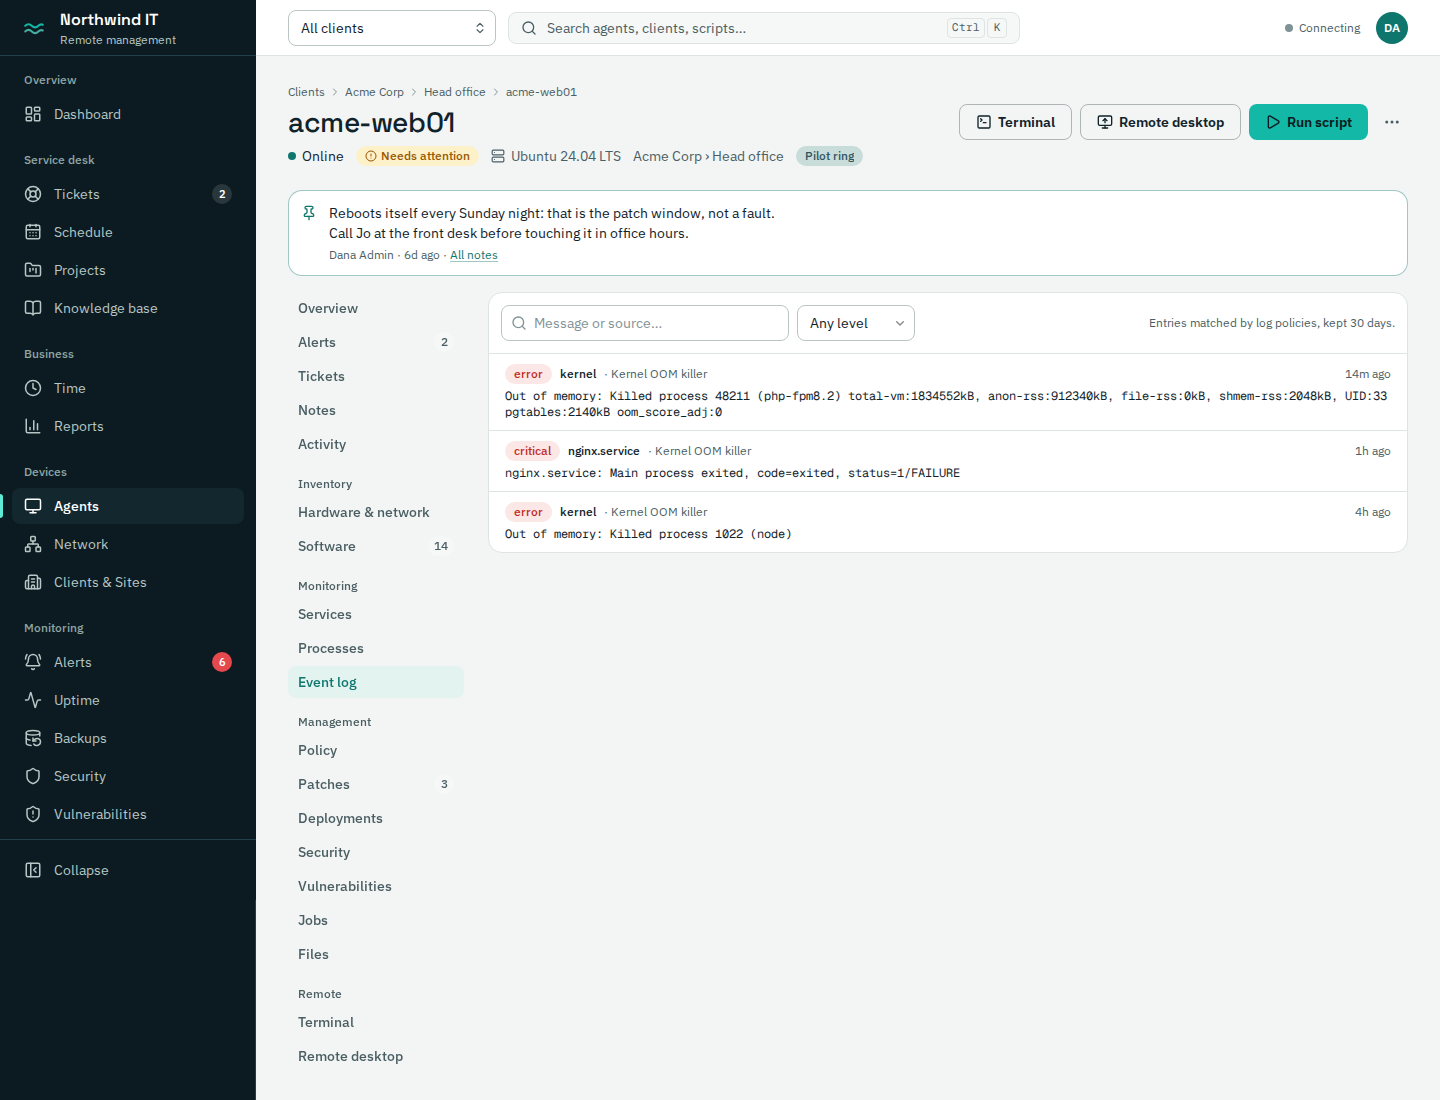 Northwind IT
Remote management
Overview
Dashboard
Service desk
Tickets 2
Schedule
Projects
Knowledge base
Business
Time
Reports
Devices
Agents
Network
Clients & Sites
Monitoring
Alerts 6
Uptime
Backups
Security
Vulnerabilities
Collapse
All clients
Search agents, clients, scripts... Ctrl K
Connecting DA
Clients > Acme Corp > Head office > acme-web01
acme-web01
Terminal
Remote desktop
Run script
Online Needs attention Ubuntu 24.04 LTS Acme Corp › Head office Pilot ring
Reboots itself every Sunday night: that is the patch window, not a fault.
Call Jo at the front desk before touching it in office hours.
Dana Admin · 6d ago · All notes
Overview
Alerts 2
Tickets
Notes
Activity
Inventory
Hardware & network
Software 14
Monitoring
Services
Processes
Event log
Management
Policy
Patches 3
Deployments
Security
Vulnerabilities
Jobs
Files
Remote
Terminal
Remote desktop
Message or source... Any level Entries matched by log policies, kept 30 days.
error kernel · Kernel OOM killer 14m ago
Out of memory: Killed process 48211 (php-fpm8.2) total-vm:1834552kB, anon-rss:912340kB, file-rss:0kB, shmem-rss:2048kB, UID:33
pgtables:2140kB oom_score_adj:0
critical nginx.service · Kernel OOM killer 1h ago
nginx.service: Main process exited, code=exited, status=1/FAILURE
error kernel · Kernel OOM killer 4h ago
Out of memory: Killed process 1022 (node)